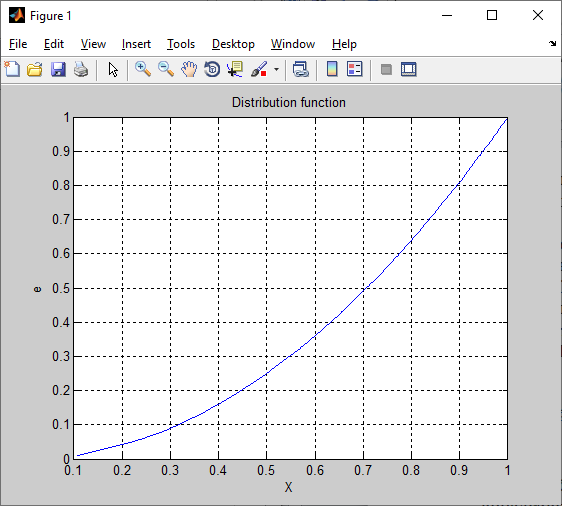 Figure 1
File Edit View Insert Tools Desktop Window Help
Distribution function
1
0.9
0.8
0.7
0.6
0.5
0.4
0.3
0.2
0.1
0
e
0.1 0.2 0.3 0.4 0.5 0.6 0.7 0.8 0.9 1
X